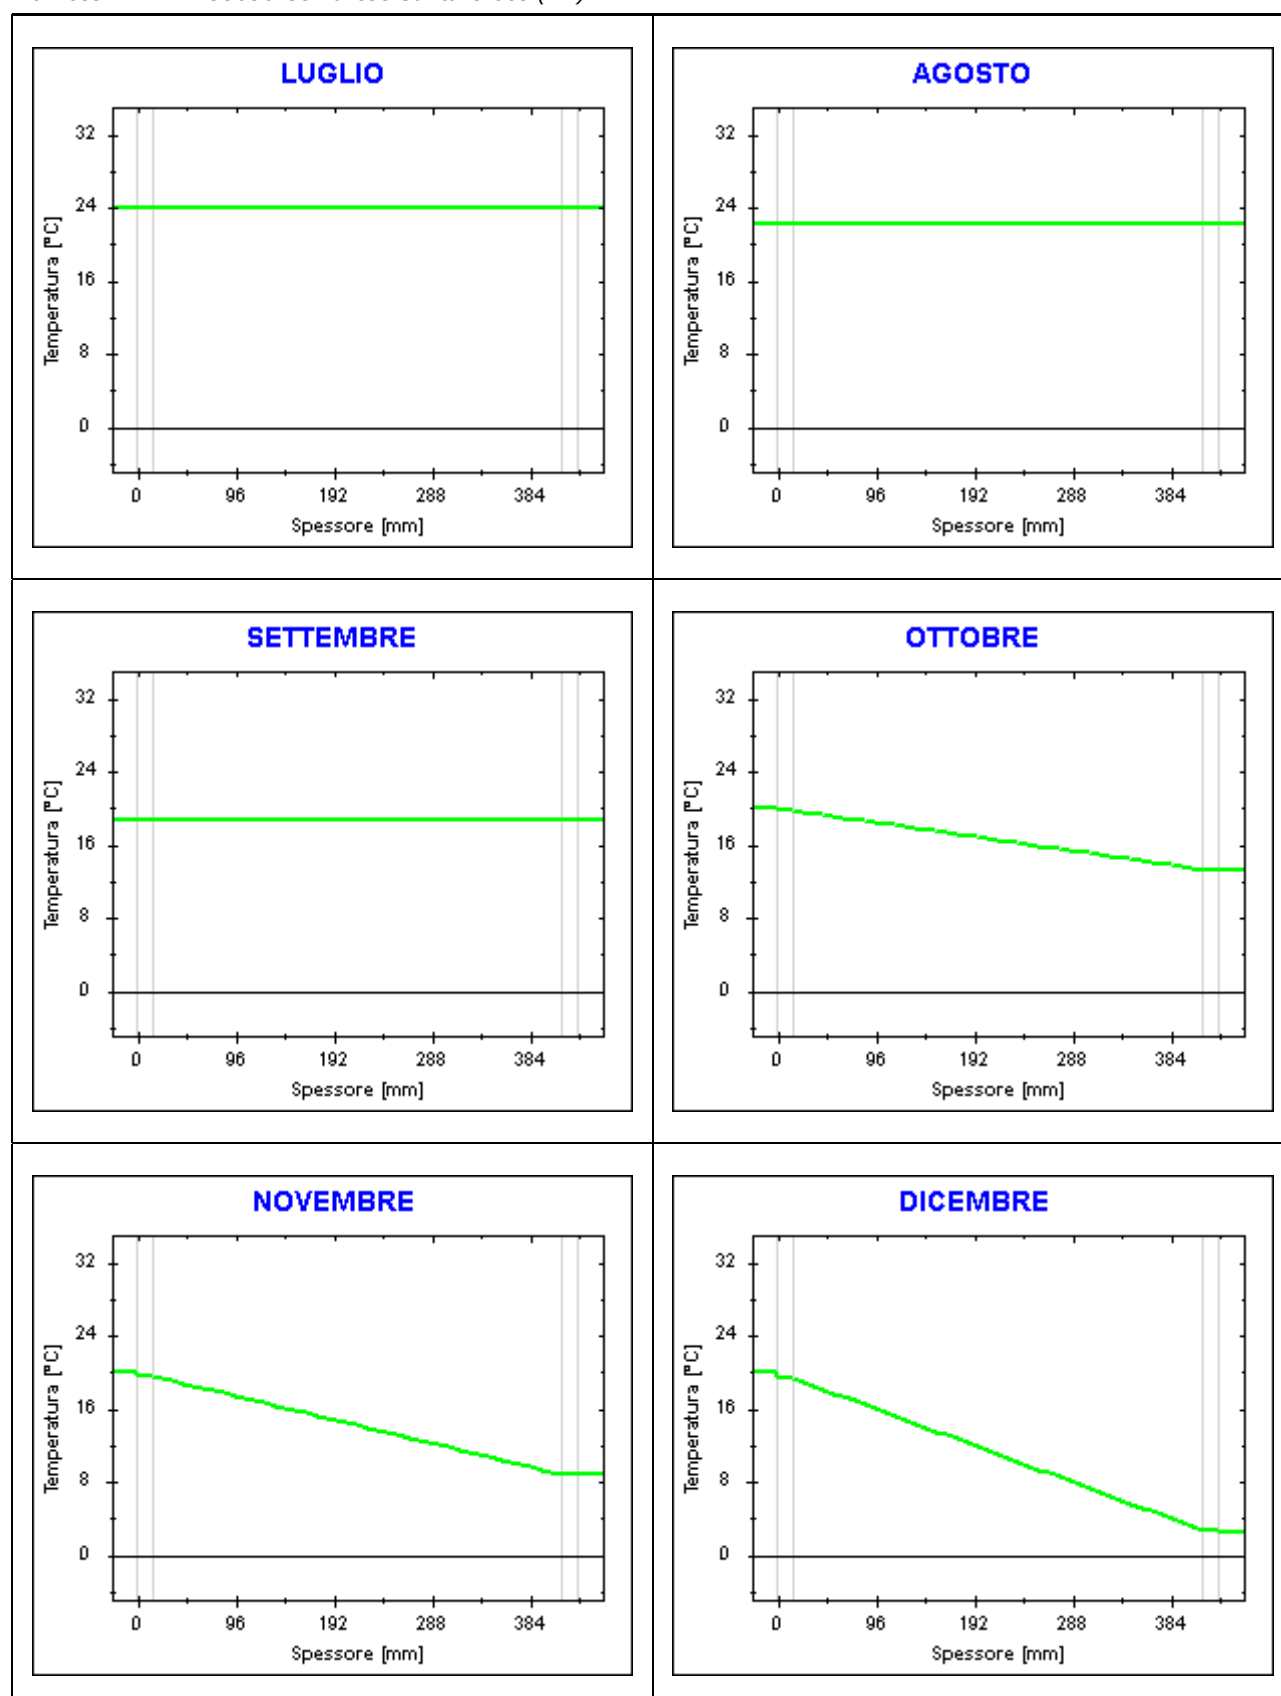 LUGLIO
32
24
16
8
0
Temperatura [°C]
0 96 192 288 384
Spessore [mm]
AGOSTO
32
24
16
8
0
Temperatura [°C]
0 96 192 288 384
Spessore [mm]
SETTEMBRE
32
24
16
8
0
Temperatura [°C]
0 96 192 288 384
Spessore [mm]
OTTOBRE
32
24
16
8
0
Temperatura [°C]
0 96 192 288 384
Spessore [mm]
NOVEMBRE
32
24
16
8
0
Temperatura [°C]
0 96 192 288 384
Spessore [mm]
DICEMBRE
32
24
16
8
0
Temperatura [°C]
0 96 192 288 384
Spessore [mm]